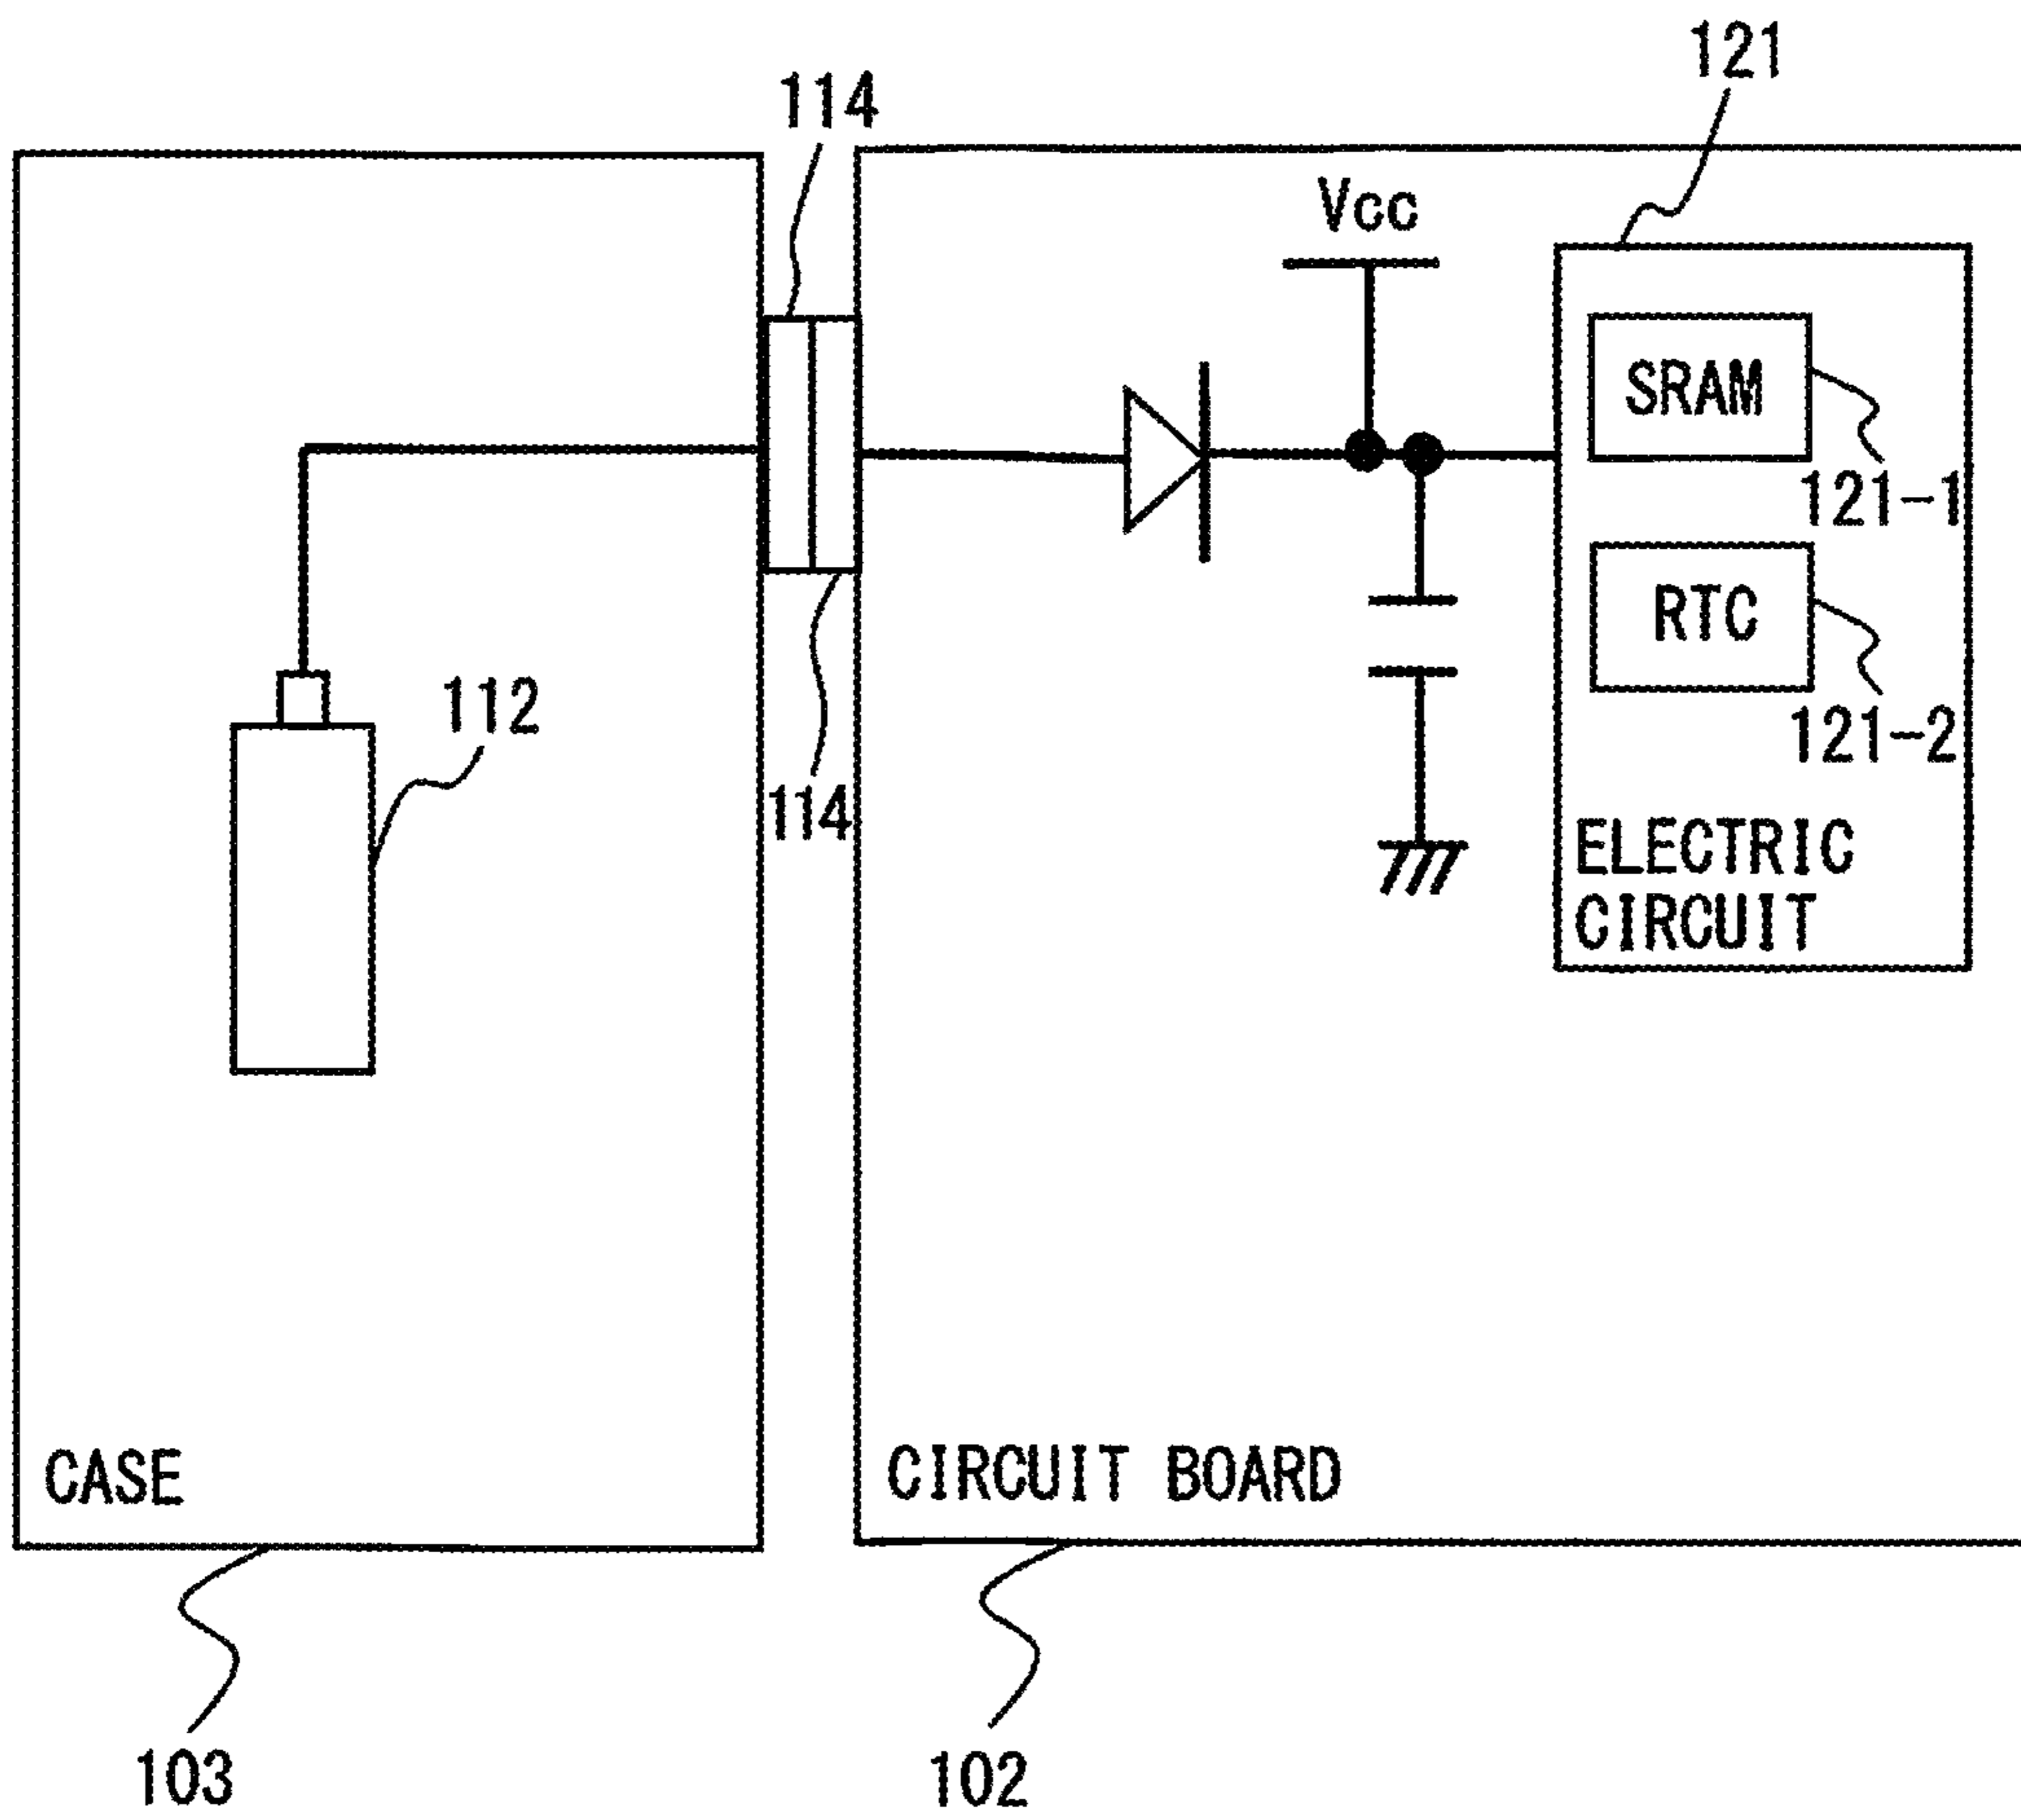 121
114
Vcc
SRAM
121-1
RTC
112
121-2
114
ELECTRIC
CIRCUIT
CASE
CIRCUIT BOARD
103
102